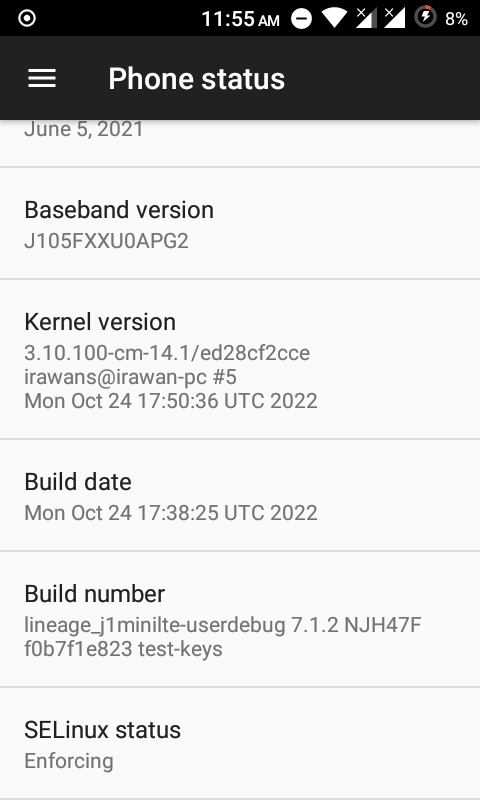 11:55 AM 8%
Phone status
June 5, 2021
Baseband version
J105FXXU0APG2
Kernel version
3.10.100-cm-14.1/ed28cf2cce
irawans@irawan-pc #5
Mon Oct 24 17:50:36 UTC 2022
Build date
Mon Oct 24 17:38:25 UTC 2022
Build number
lineage_j1minilte-userdebug 7.1.2 NJH47F
f0b7f1e823 test-keys
SELinux status
Enforcing